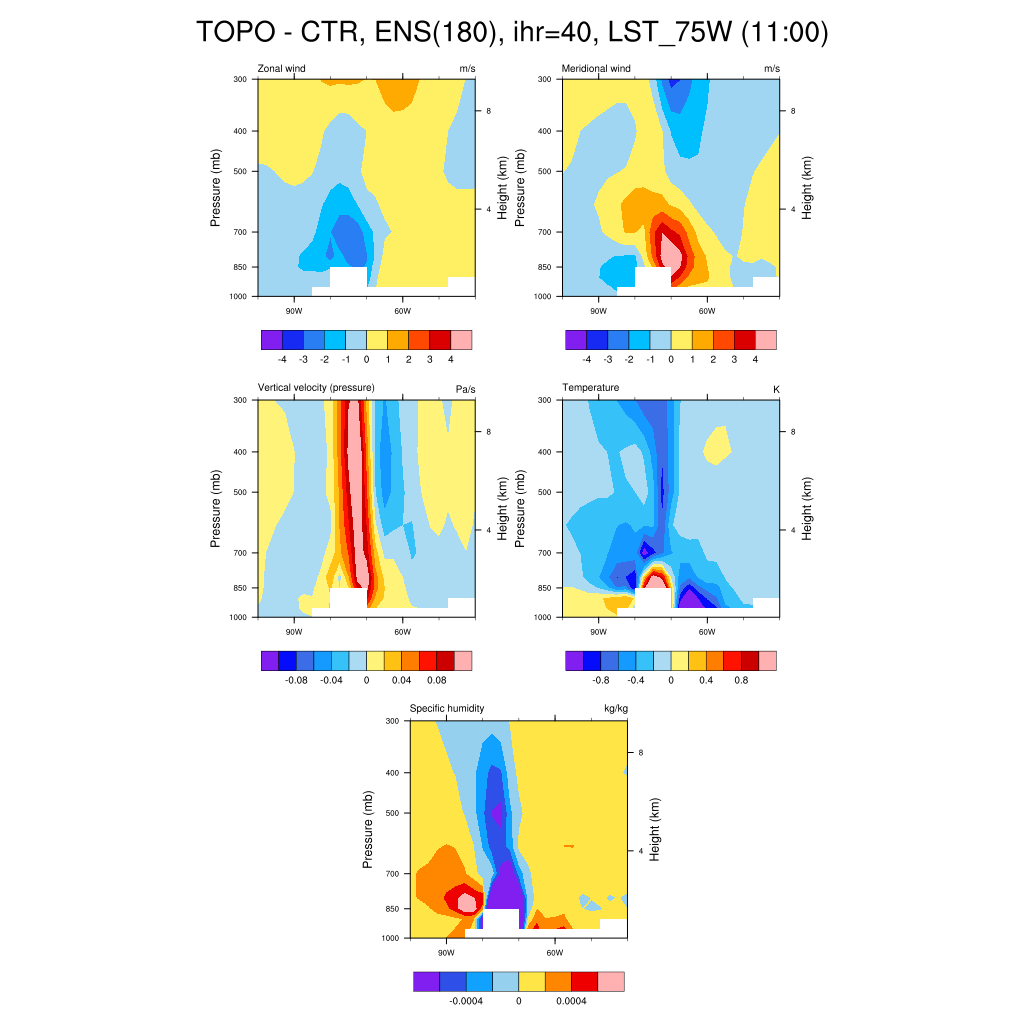 TOPO - CTR, ENS(180), ihr=40, LST_75W (11:00)
Zonal wind m/s
300
400
500
700
850
1000
Pressure (mb)
8
4
Height (km)
90W 60W
-4 -3 -2 -1 0 1 2 3 4
Meridional wind m/s
300
400
500
700
850
1000
Pressure (mb)
8
4
Height (km)
90W 60W
-4 -3 -2 -1 0 1 2 3 4
Vertical velocity (pressure) Pa/s
300
400
500
700
850
1000
Pressure (mb)
8
4
Height (km)
90W 60W
-0.08 -0.04 0 0.04 0.08
Temperature K
300
400
500
700
850
1000
Pressure (mb)
8
4
Height (km)
90W 60W
-0.8 -0.4 0 0.4 0.8
Specific humidity kg/kg
300
400
500
700
850
1000
Pressure (mb)
8
4
Height (km)
90W 60W
-0.0004 0 0.0004